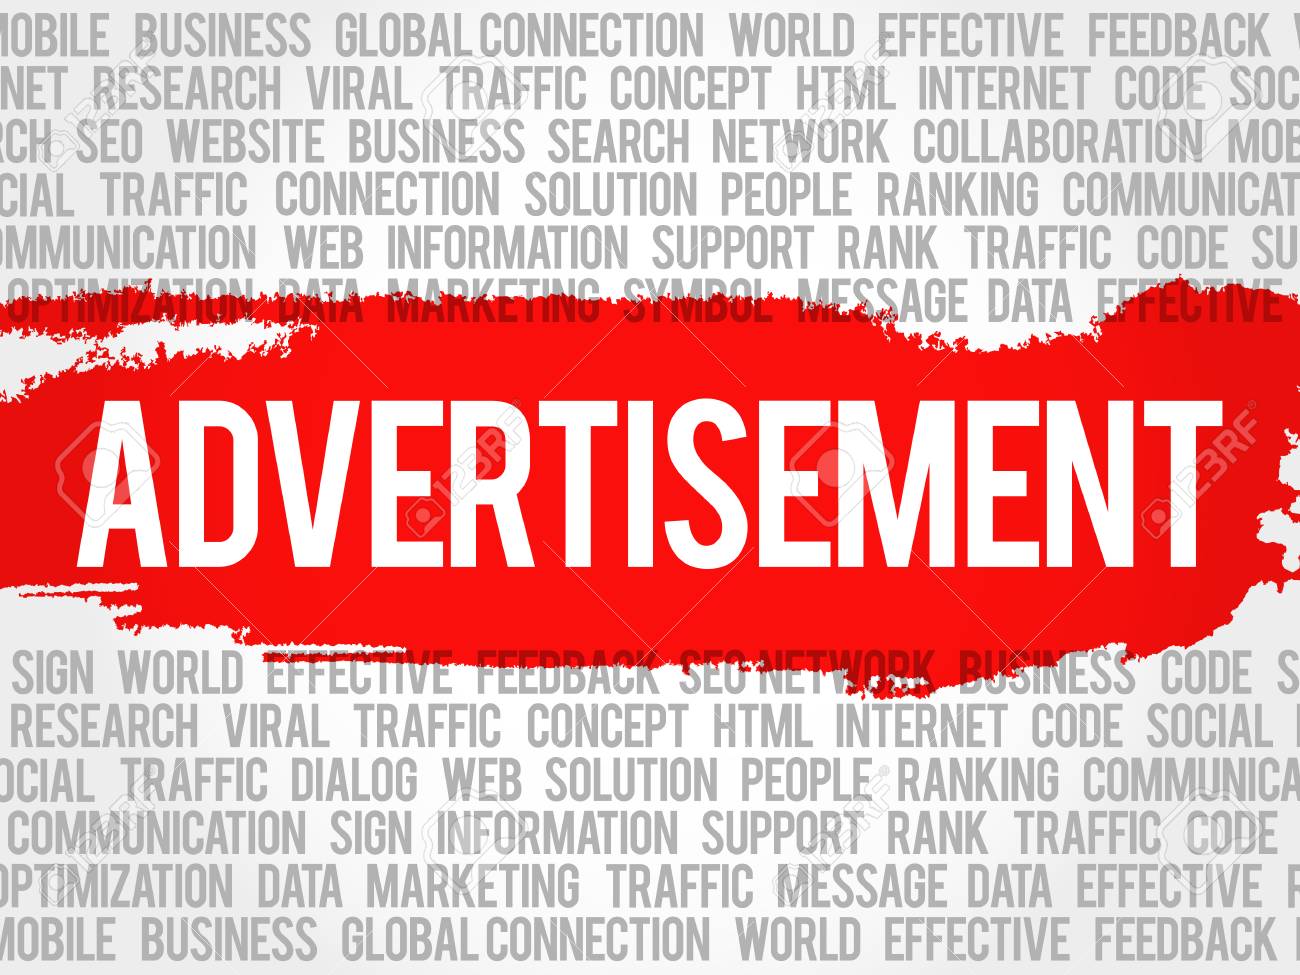 MOBILE BUSINESS GLOBAL CONNECTION WORLD EFFECTIVE FEEDBACK
NET RESEARCH VIRAL TRAFFIC CONCEPT HTML INTERNET CODE SOC
RCH SEO WEBSITE BUSINESS SEARCH NETWORK COLLABORATION MOB
CIAL TRAFFIC CONNECTION SOLUTION PEOPLE RANKING COMMUNICAT
OMMUNICATION WEB INFORMATION SUPPORT RANK TRAFFIC CODE SU
OPTIMIZATION DATA MARKETING SYMBOL MESSAGE DATA EFFECTIVE
ADVERTISEMENT
SIGN WORLD EFFECTIVE FEEDBACK SEO NETWORK BUSINESS CODE S
RESEARCH VIRAL TRAFFIC CONCEPT HTML INTERNET CODE SOCIAL
OCIAL TRAFFIC DIALOG WEB SOLUTION PEOPLE RANKING COMMUNICA
COMMUNICATION SIGN INFORMATION SUPPORT RANK TRAFFIC CODE
OPTIMIZATION DATA MARKETING TRAFFIC MESSAGE DATA EFFECTIVE R
MOBILE BUSINESS GLOBAL CONNECTION WORLD EFFECTIVE FEEDBACK